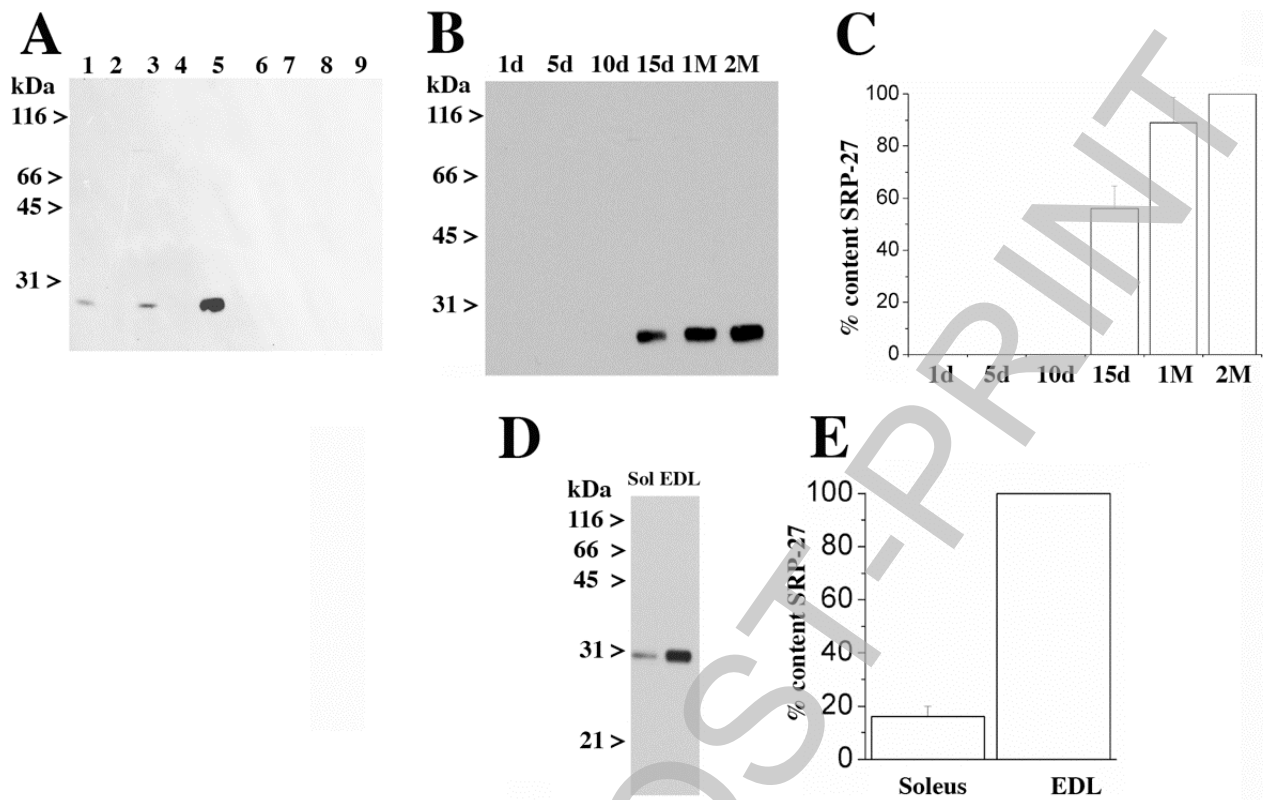 A
1 2 3 4 5 6 7 8 9
kDa
116 >
66 >
45 >
31 >
B
1d 5d 10d 15d 1M 2M
kDa
116 >
66 >
45 >
31 >
C
% content SRP-27
100
80
60
40
20
0
1d 5d 10d 15d 1M 2M
D
Sol EDL
kDa
116 >
66 >
45 >
31 >
21 >
E
% content SRP-27
100
80
60
40
20
0
Soleus EDL
OST-PRINT